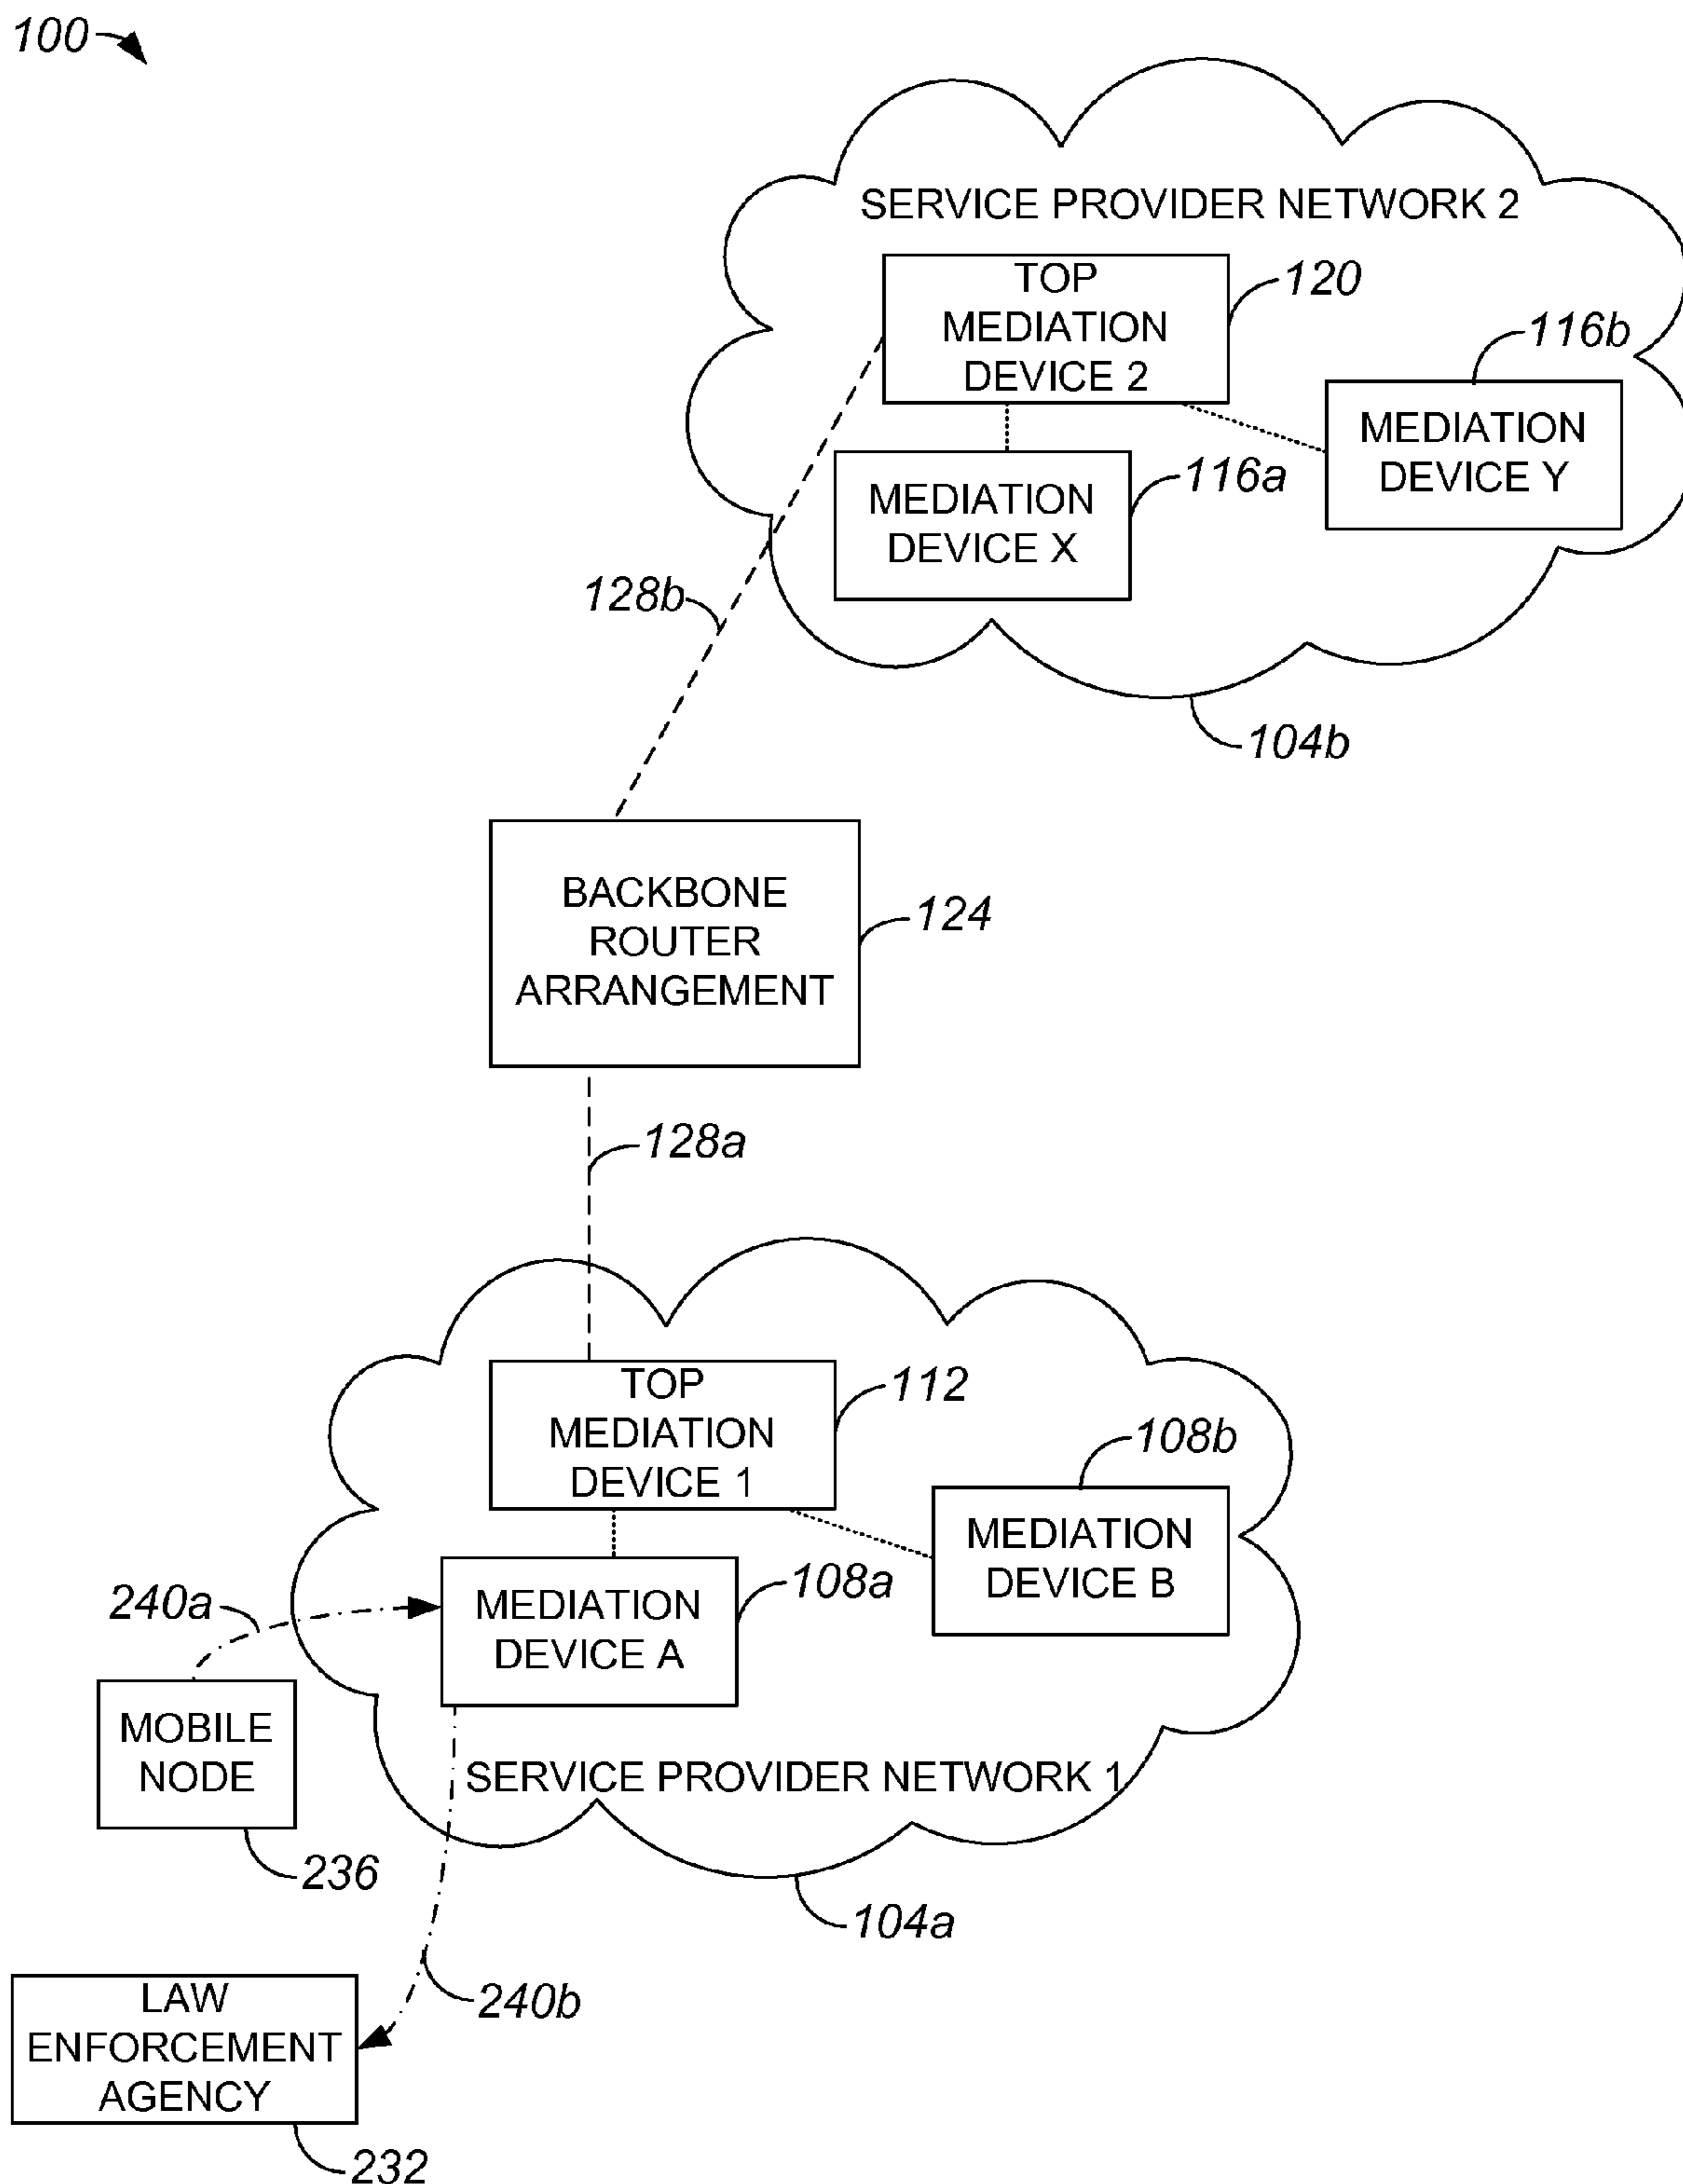 100
SERVICE PROVIDER NETWORK 2
TOP
MEDIATION
DEVICE 2
120
116b
MEDIATION
DEVICE Y
MEDIATION
DEVICE X
116a
128b
104b
BACKBONE
ROUTER
ARRANGEMENT
124
128a
TOP
MEDIATION
DEVICE 1
112
108b
MEDIATION
DEVICE B
MEDIATION
DEVICE A
108a
240a
MOBILE
NODE
SERVICE PROVIDER NETWORK 1
236
104a
LAW
ENFORCEMENT
AGENCY
240b
232